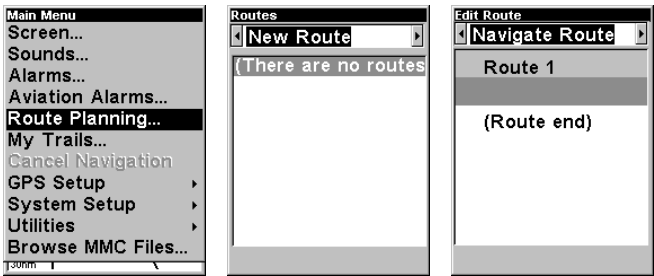 Main Menu
Screen...
Sounds...
Alarms...
Aviation Alarms...
Route Planning...
My Trails...
Cancel Navigation
GPS Setup
System Setup
Utilities
Browse MMC Files...
Routes
New Route
(There are no routes
Edit Route
Navigate Route
Route 1
(Route end)